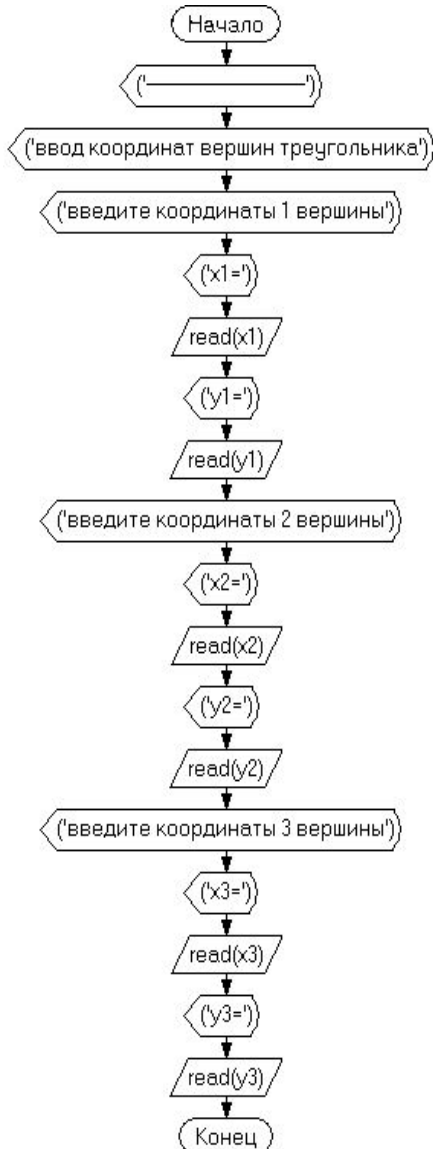 Начало
('————————')
('ввод координат вершин треугольника')
('введите координаты 1 вершины')
('x1=')
read(x1)
('y1=')
read(y1)
('введите координаты 2 вершины')
('x2=')
read(x2)
('y2=')
read(y2)
('введите координаты 3 вершины')
('x3=')
read(x3)
('y3=')
read(y3)
Конец